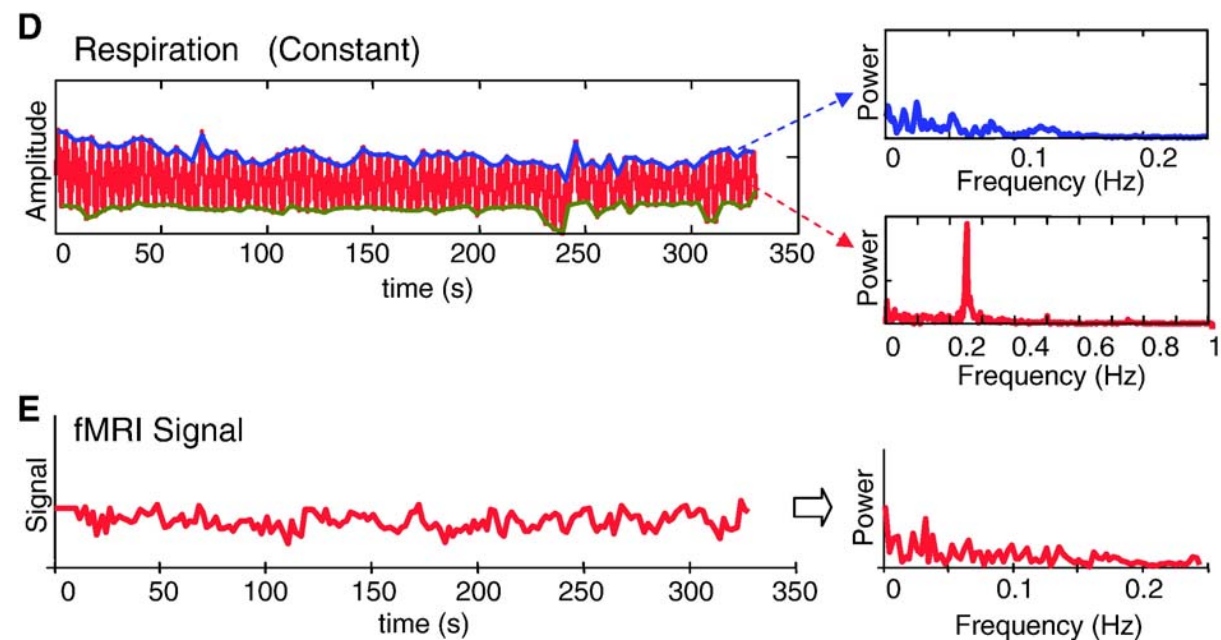 D
Respiration (Constant)
Amplitude
0 50 100 150 200 250 300 350
time (s)
Power
0 0.1 0.2
Frequency (Hz)
Power
0 0.2 0.4 0.6 0.8 1
Frequency (Hz)
E
fMRI Signal
Signal
0 50 100 150 200 250 300 350
time (s)
Power
0 0.1 0.2
Frequency (Hz)